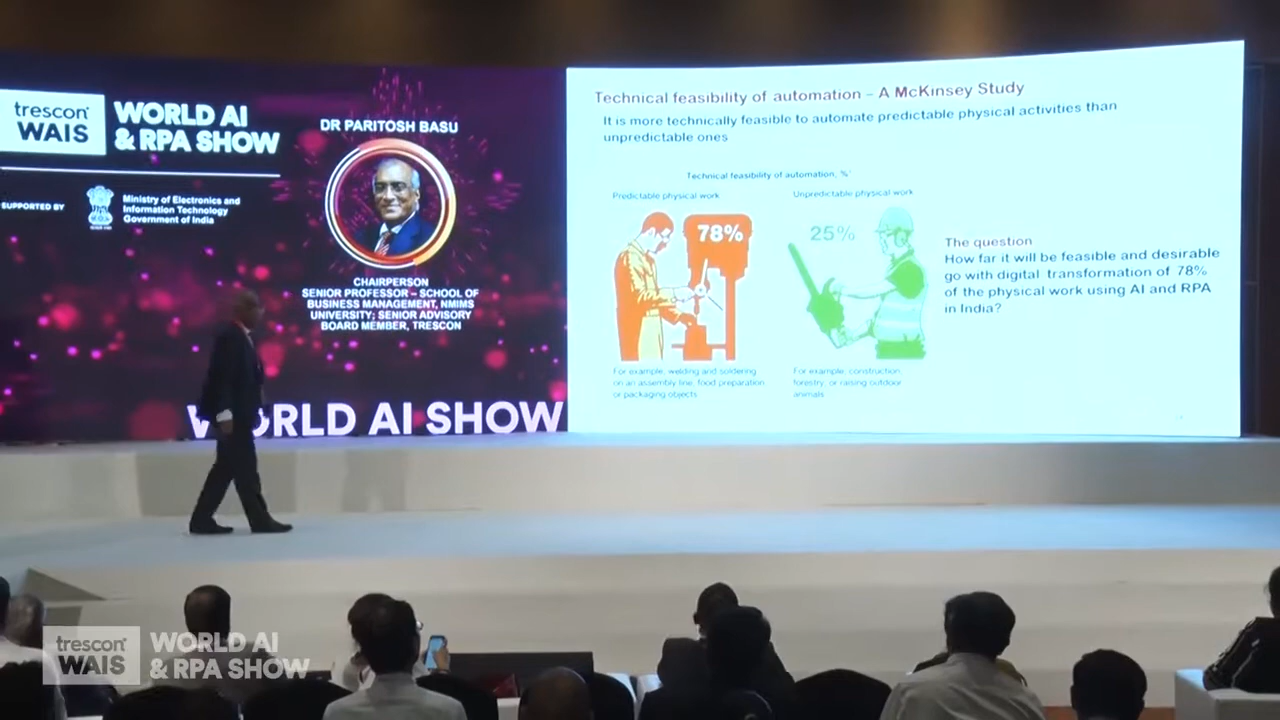 trescon
WAIS
WORLD AI
& RPA SHOW
SUPPORTED BY
Ministry of Electronics and
Information Technology
Government of India
DR PARITOSH BASU
CHAIRPERSON
SENIOR PROFESSOR – SCHOOL OF
BUSINESS MANAGEMENT, NMIMS
UNIVERSITY; SENIOR ADVISORY
BOARD MEMBER, TRESCON
WORLD AI SHOW
Technical feasibility of automation – A McKinsey Study
It is more technically feasible to automate predictable physical activities than
unpredictable ones
Technical feasibility of automation, %¹
Predictable physical work
78%
For example, welding and soldering
on an assembly line, food preparation,
or packaging objects
Unpredictable physical work
25%
For example, construction,
forestry, or raising outdoor
animals
The question
How far it will be feasible and desirable
go with digital transformation of 78%
of the physical work using AI and RPA
in India?
trescon
WAIS
WORLD AI
& RPA SHOW